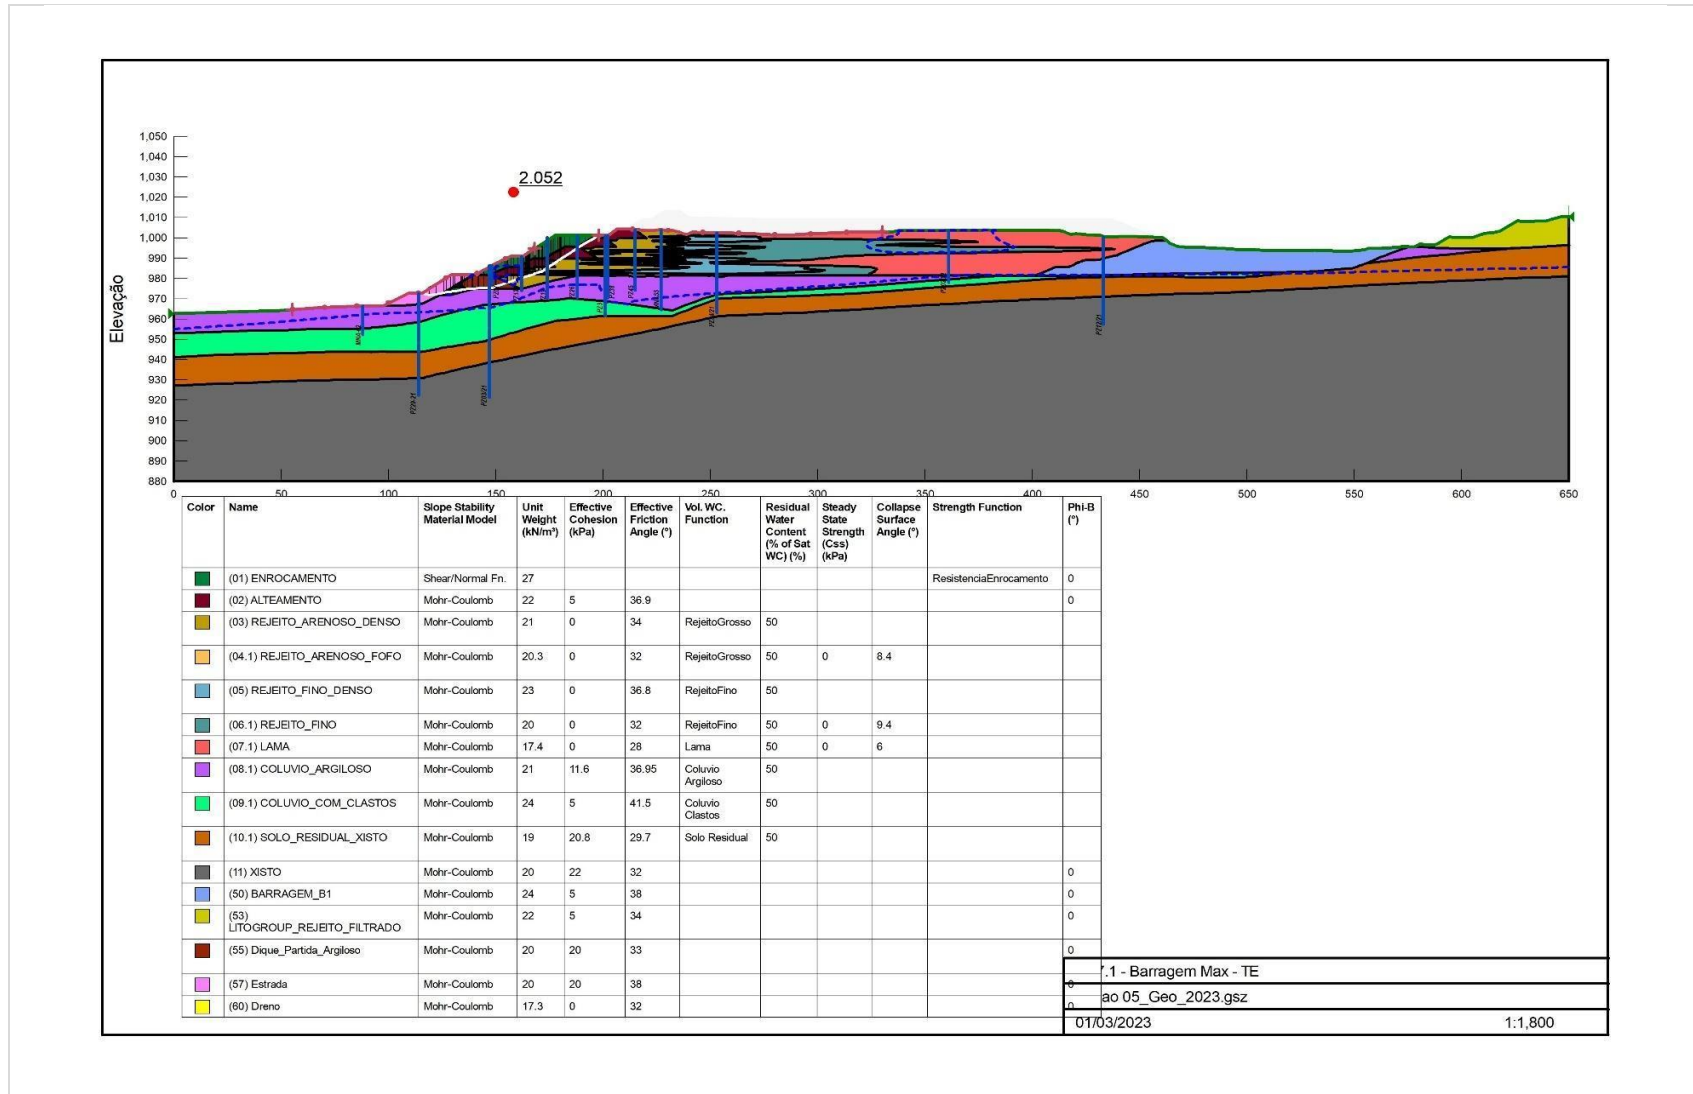 2.052
1,050
1,040
1,030
1,020
1,010
1,000
990
980
970
960
950
940
930
920
910
900
890
880
Elevação
0 50 100 150 200 250 300 350 400 450 500 550 600 650
Color Name Slope Stability Material Model Unit Weight (kN/m³) Effective Cohesion (kPa) Effective Friction Angle (°) Vol. WC. Function Residual Water Content (% of Sat WC) (%) Steady State Strength (Css) (kPa) Collapse Surface Angle (°) Strength Function Phi-B (°)
(01) ENROCAMENTO Shear/Normal Fn. 27 ResistenciaEnrocamento 0
(02) ALTEAMENTO Mohr-Coulomb 22 5 36.9 0
(03) REJEITO_ARENOSO_DENSO Mohr-Coulomb 21 0 34 RejeitoGrosso 50
(04.1) REJEITO_ARENOSO_FOFO Mohr-Coulomb 20.3 0 32 RejeitoGrosso 50 0 8.4
(05) REJEITO_FINO_DENSO Mohr-Coulomb 23 0 36.8 RejeitoFino 50
(06.1) REJEITO_FINO Mohr-Coulomb 20 0 32 RejeitoFino 50 0 9.4
(07.1) LAMA Mohr-Coulomb 17.4 0 28 Lama 50 0 6
(08.1) COLUVIO_ARGILOSO Mohr-Coulomb 21 11.6 36.95 Coluvio Argiloso 50
(09.1) COLUVIO_COM_CLASTOS Mohr-Coulomb 24 5 41.5 Coluvio Clastos 50
(10.1) SOLO_RESIDUAL_XISTO Mohr-Coulomb 19 20.8 29.7 Solo Residual 50
(11) XISTO Mohr-Coulomb 20 22 32 0
(50) BARRAGEM_B1 Mohr-Coulomb 24 5 38 0
(53) LITOGROUP_REJEITO_FILTRADO Mohr-Coulomb 22 5 34 0
(55) Dique_Partida_Argiloso Mohr-Coulomb 20 20 33 0
(57) Estrada Mohr-Coulomb 20 20 38 0
(60) Dreno Mohr-Coulomb 17.3 0 32 0
.1 - Barragem Max - TE
ao 05_Geo_2023.gsz
01/03/2023 1:1,800